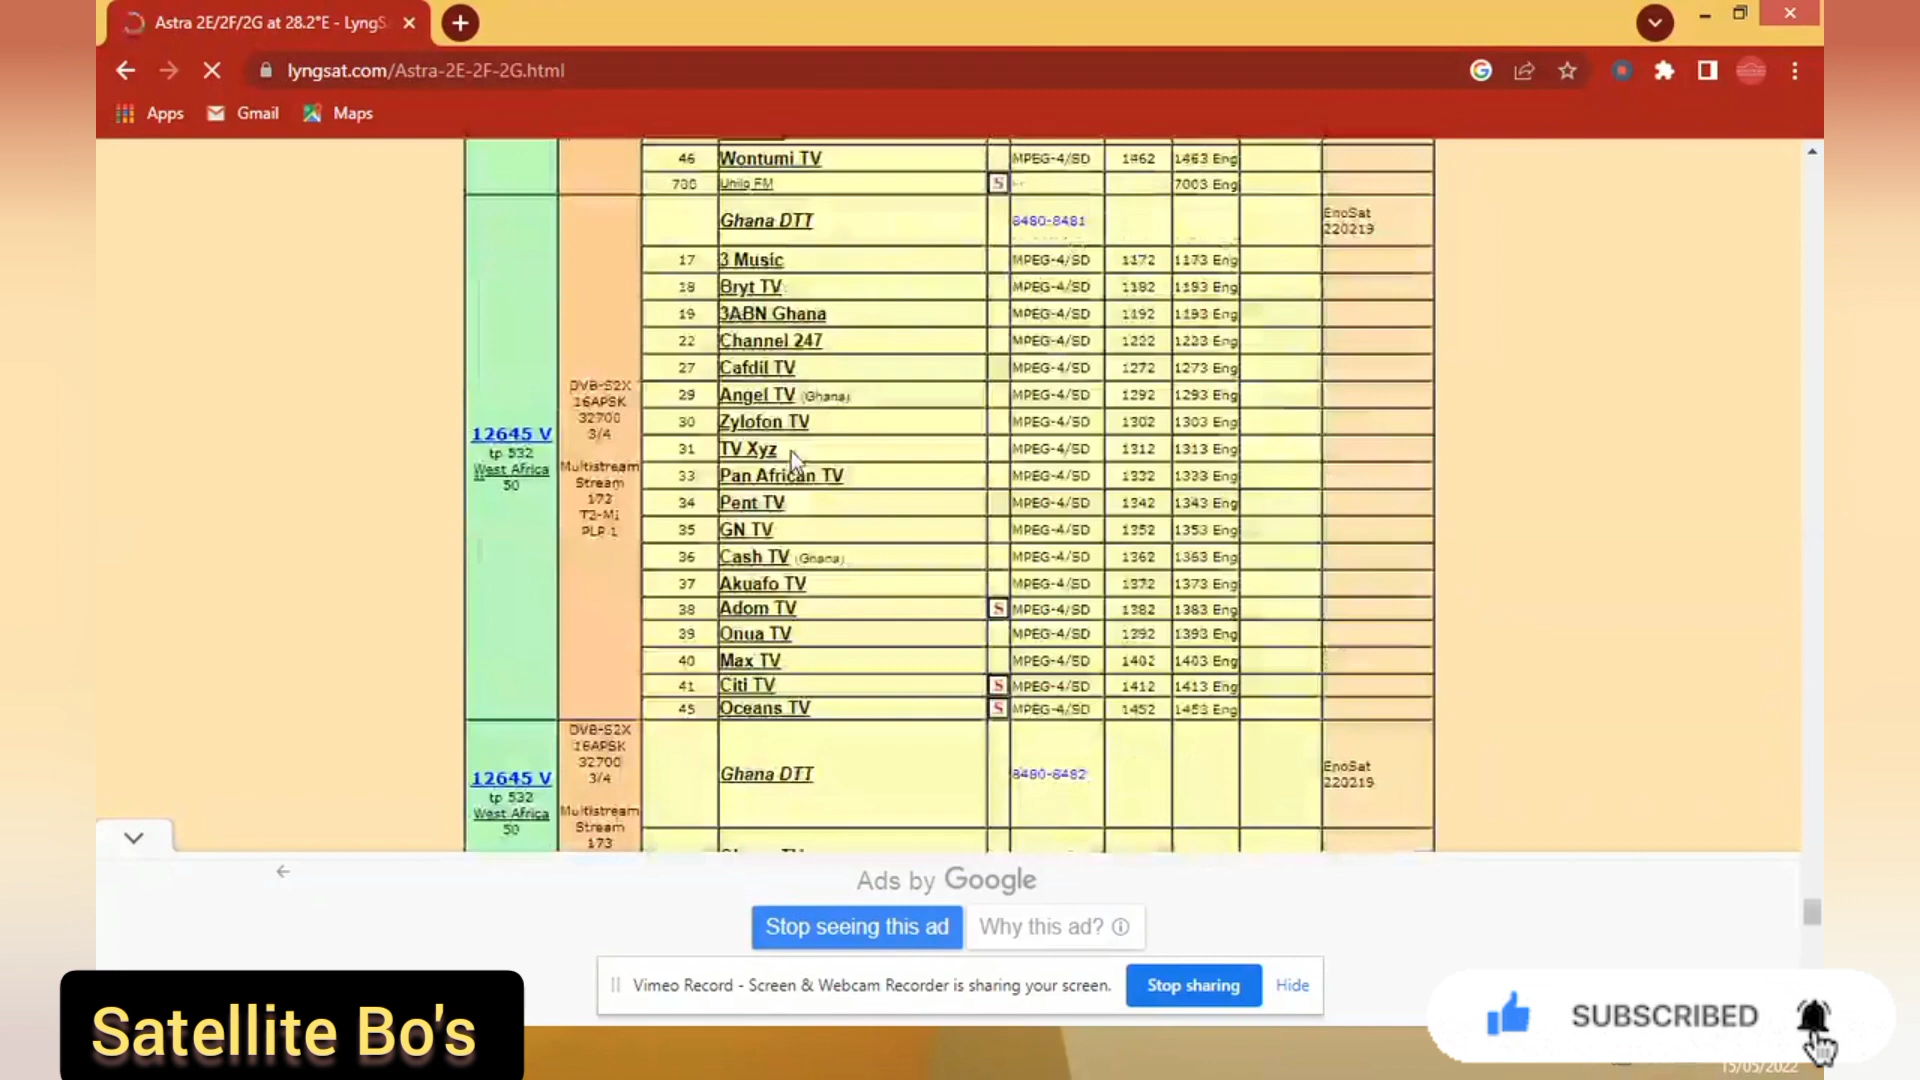 Astra 2E/2F/2G at 28.2°E - LyngS
lyngsat.com/Astra-2E-2F-2G.html
Apps Gmail Maps
46 Wontumi TV MPEG-4/SD 1462 1463 Eng
Uniiq FM S 7003 Eng
Ghana DTT 8480-8481 EnoSat
220219
17 3 Music MPEG-4/SD 1172 1173 Eng
18 Bryt TV MPEG-4/SD 1193 Eng
19 3ABN Ghana MPEG-4/SD 1192 1193 Eng
22 Channel 247 MPEG-4/SD 1222 1223 Eng
27 Cafdil TV MPEG-4/SD 1272 1273 Eng
29 Angel TV (Ghana) MPEG-4/SD 1292 1293 Eng
30 Zylofon TV MPEG-4/SD 1302 1303 Eng
31 TV Xyz MPEG-4/SD 1312 1313 Eng
33 Pan African TV MPEG-4/SD 1332 1333 Eng
34 Pent TV MPEG-4/SD 1342 1343 Eng
35 GN TV MPEG-4/SD 1352 1353 Eng
36 Cash TV (Ghana) MPEG-4/SD 1362 1363 Eng
37 Akuafo TV MPEG-4/SD 1372 1373 Eng
38 Adom TV S MPEG-4/SD 1382 1383 Eng
39 Onua TV MPEG-4/SD 1392 1393 Eng
40 Max TV MPEG-4/SD 1402 1403 Eng
41 Citi TV S MPEG-4/SD 1412 1413 Eng
45 Oceans TV S MPEG-4/SD 1452 1453 Eng
12645 V
tp 532
West Africa
50
DVB-S2X
16APSK
32700
3/4
Multistream
Stream
172
T2-MI
PLP 1
12645 V
tp 532
West Africa
50
DVB-S2X
16APSK
32700
3/4
Multistream
Stream
173
Ghana DTT 8480-8482 EnoSat
220219
Ads by Google
Stop seeing this ad Why this ad?
Vimeo Record - Screen & Webcam Recorder is sharing your screen. Stop sharing Hide
Satellite Bo's
SUBSCRIBED
15/05/2022